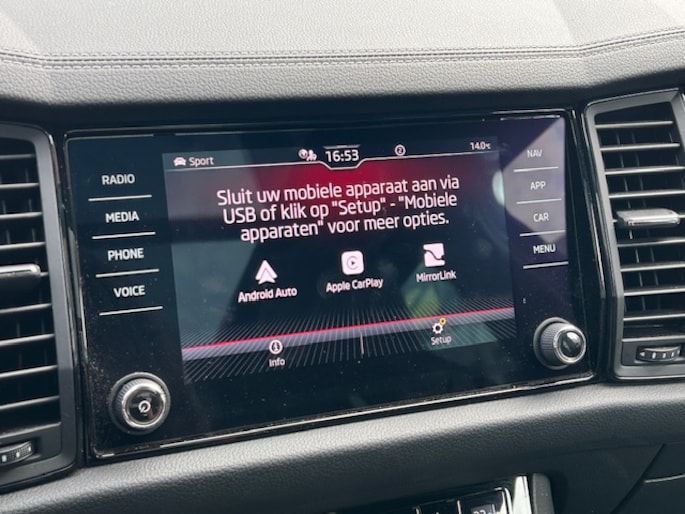 Sport
16:53
2
14.0°C
RADIO
MEDIA
PHONE
VOICE
NAV
APP
CAR
MENU
Sluit uw mobiele apparaat aan via
USB of klik op "Setup" - "Mobiele
apparaten" voor meer opties.
Android Auto
Apple CarPlay
MirrorLink
Info
Setup